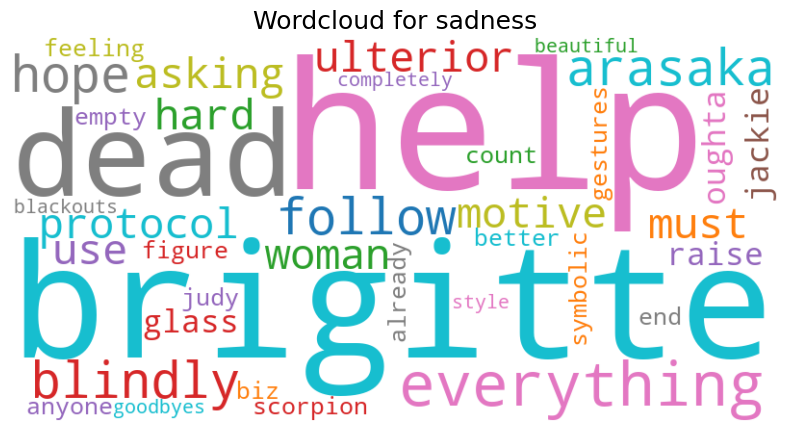 Wordcloud for sadness
feeling
beautiful
hope
asking
ulterior
completely
arasaka
help
dead
empty
hard
count
gestures
oughta
jackie
blackouts
protocol
follow
motive
must
use
figure
woman
already
better
symbolic
raise
brigitte
judy
glass
style
end
blindly
biz
everything
anyone
goodbyes
scorpion